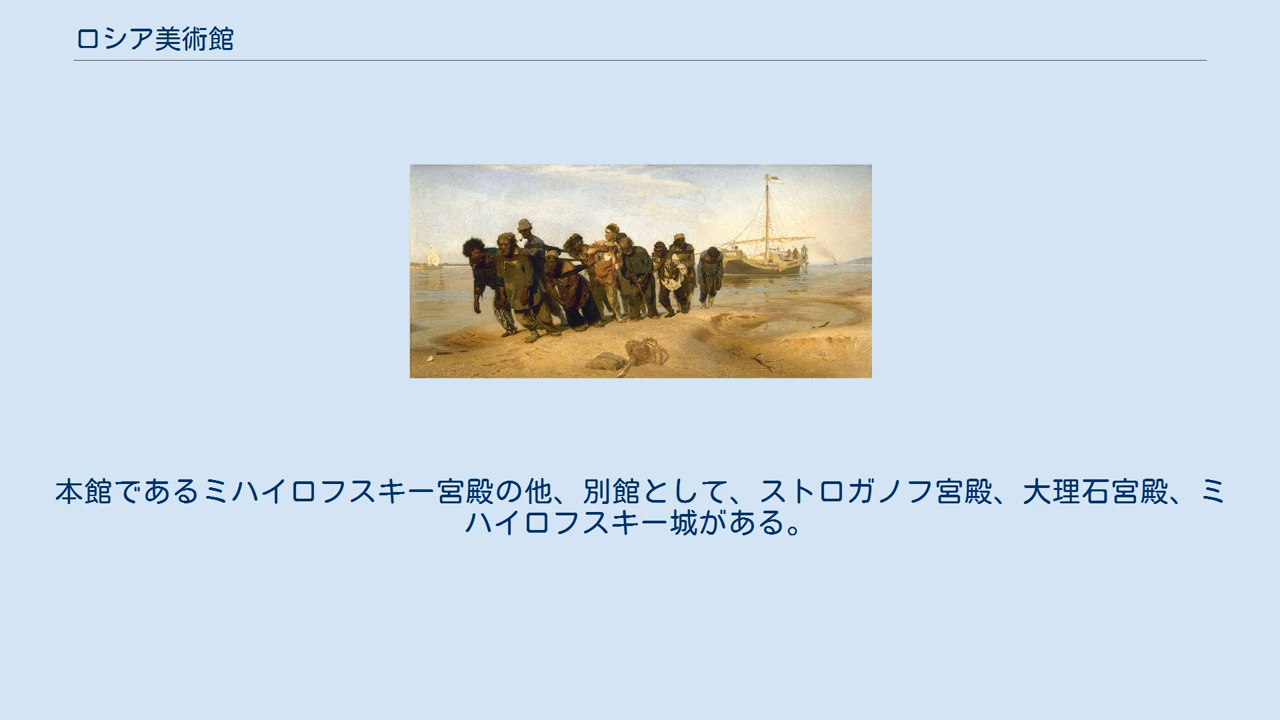 ロシア美術館
本館であるミハイロフスキー宮殿の他、別館として、ストロガノフ宮殿、大理石宮殿、ミ
ハイロフスキー城がある。